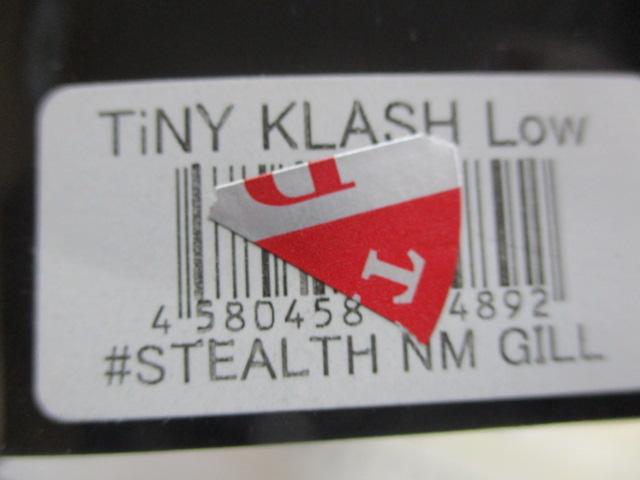 TiNY KLASH Low
4 580458 4892
#STEALTH NM GILL